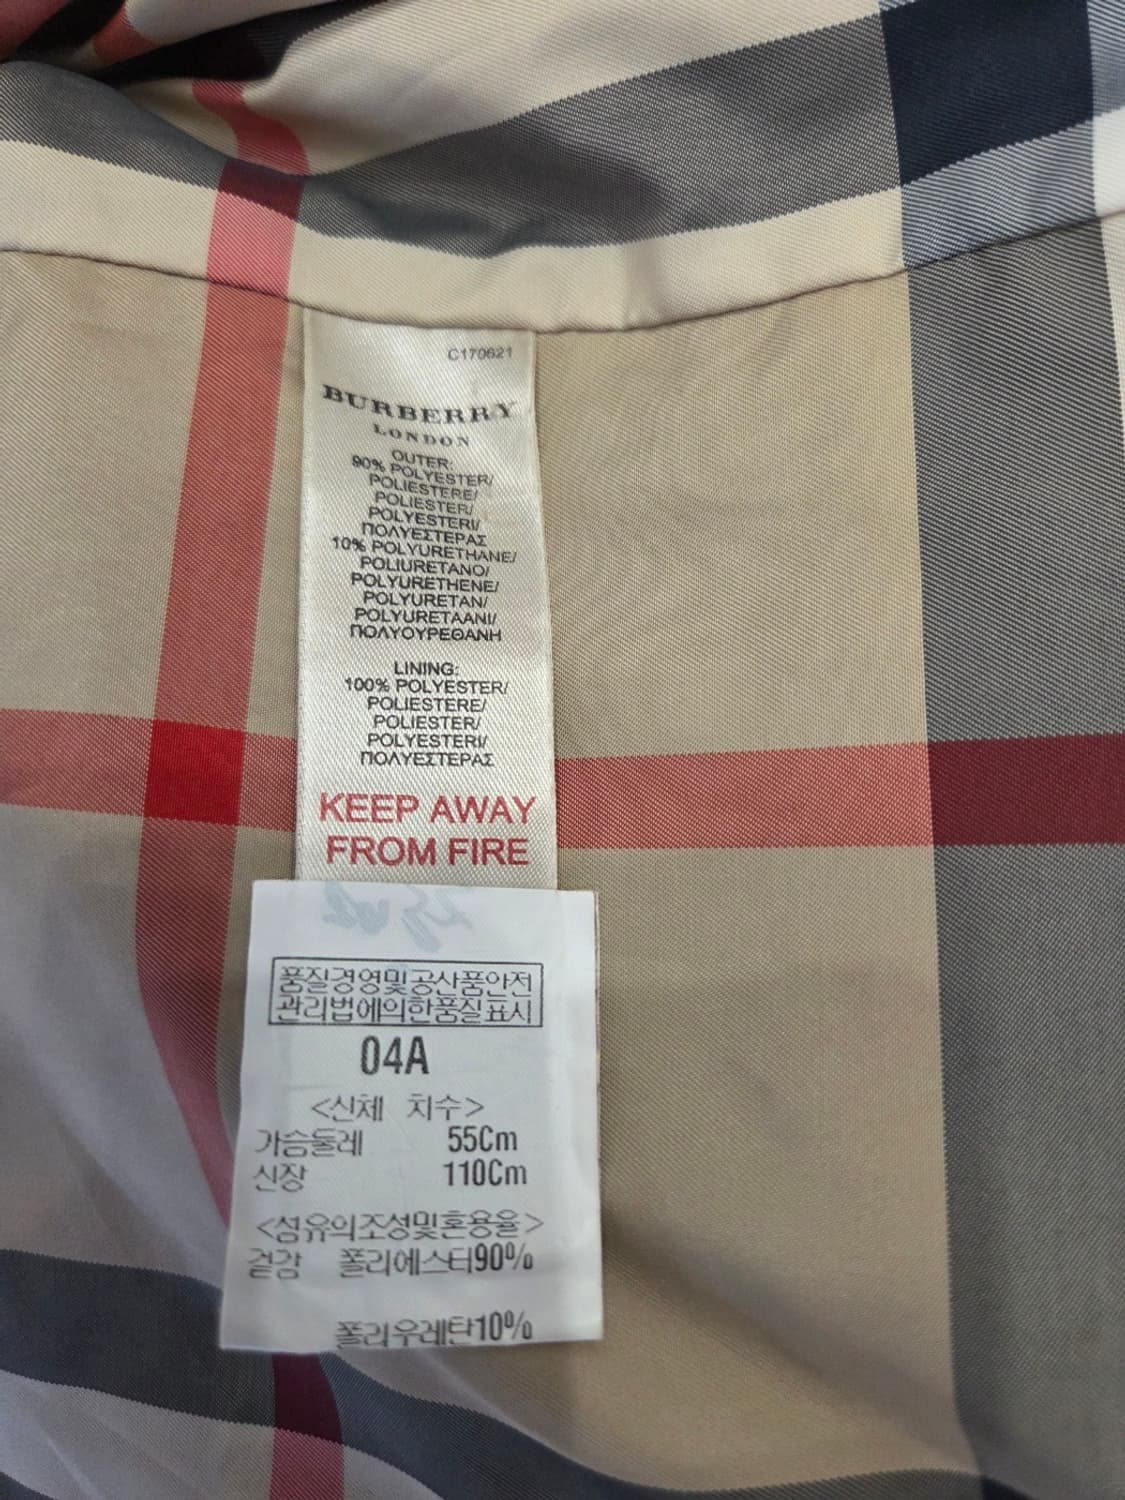 C170621
BURBERRY
LONDON
OUTER:
90% POLYESTER/
POLIESTERE/
POLIESTER/
POLYESTERI/
ΠΟΛΥΕΣΤΕΡΑΣ
10% POLYURETHANE/
POLIURETANO/
POLYURETHENE/
POLYURETAN/
POLYURETAANI/
ΠΟΛΥΟΥΡΕΘΑΝΗ
LINING:
100% POLYESTER/
POLIESTERE/
POLIESTER/
POLYESTERI/
ΠΟΛΥΕΣΤΕΡΑΣ
KEEP AWAY
FROM FIRE
품질경영및공산품안전
관리법에의한품질표시
04A
<신체 치수>
가슴둘레 55Cm
신장 110Cm
<섬유의조성및혼용율>
겉감 폴리에스터90%
폴리우레탄10%